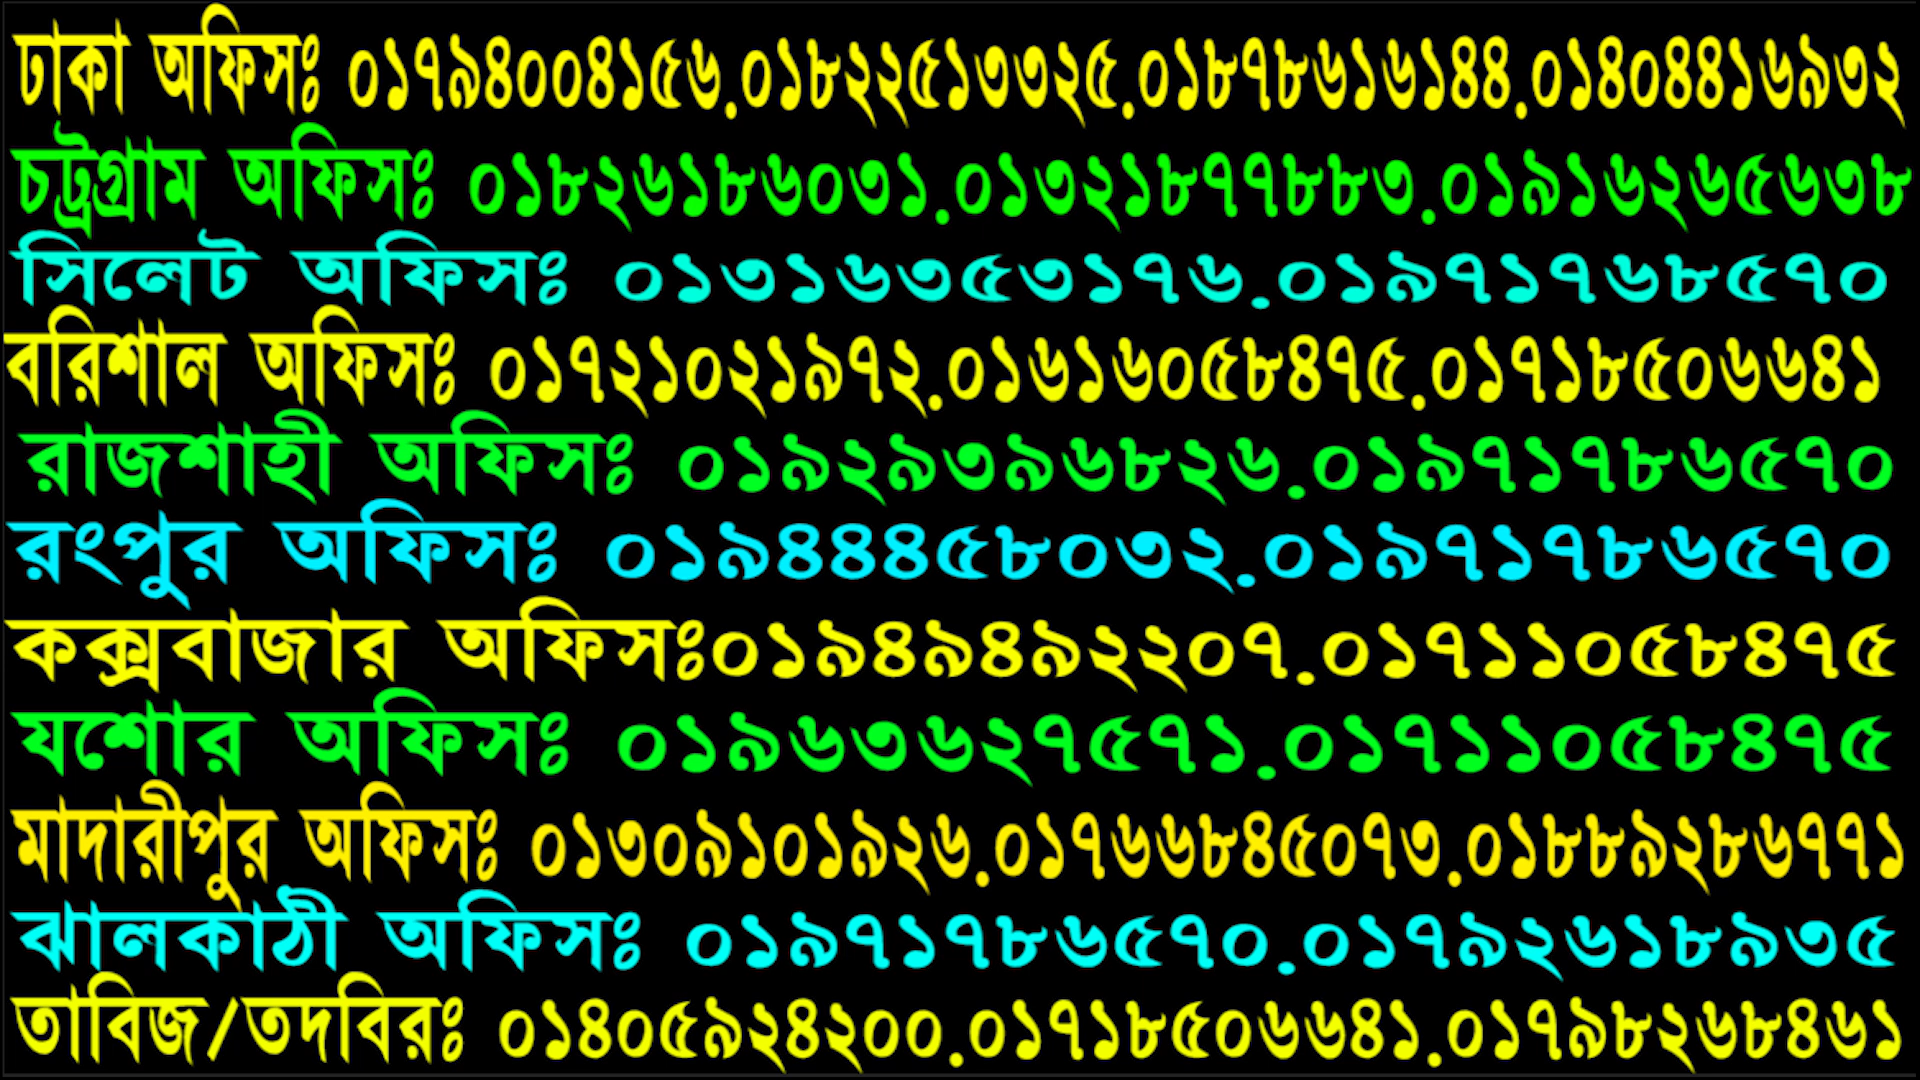 ঢাকা অফিসঃ ০১৭৯৪০০৪১৫৬.০১৮২২৫১৩৩২৫.০১৮৭৮৬১৬১৪৪.০১৪০৪৪১৬৯৩২
চট্রগ্রাম অফিসঃ ০১৮২৬১৮৬০৩১.০১৩২১৮৭৭৮৮৩.০১৯১৬২৬৫৬৩৮
সিলেট অফিসঃ ০১৩১৬৩৫৩১৭৬.০১৯৭১৭৬৮৫৭০
বরিশাল অফিসঃ ০১৭২১০২১৯৭২.০১৬১৬০৫৮৪৭৫.০১৭১৮৫০৬৬৪১
রাজশাহী অফিসঃ ০১৯২৯৩৯৬৮২৬.০১৯৭১৭৮৬৫৭০
রংপুর অফিসঃ ০১৯৪৪৪৫৮০৩২.০১৯৭১৭৮৬৫৭০
কক্সবাজার অফিসঃ০১৯৪৯৪৯২২০৭.০১৭১১০৫৮৪৭৫
যশোর অফিসঃ ০১৯৬৩৬২৭৫৭১.০১৭১১০৫৮৪৭৫
মাদারীপুর অফিসঃ ০১৩০৯১০১৯২৬.০১৭৬৬৮৪৫০৭৩.০১৮৮৯২৮৬৭৭১
ঝালকাঠী অফিসঃ ০১৯৭১৭৮৬৫৭০.০১৭৯২৬১৮৯৩৫
তাবিজ/তদবিরঃ ০১৪০৫৯২৪২০০.০১৭১৮৫০৬৬৪১.০১৭৯৮২৬৮৪৬১